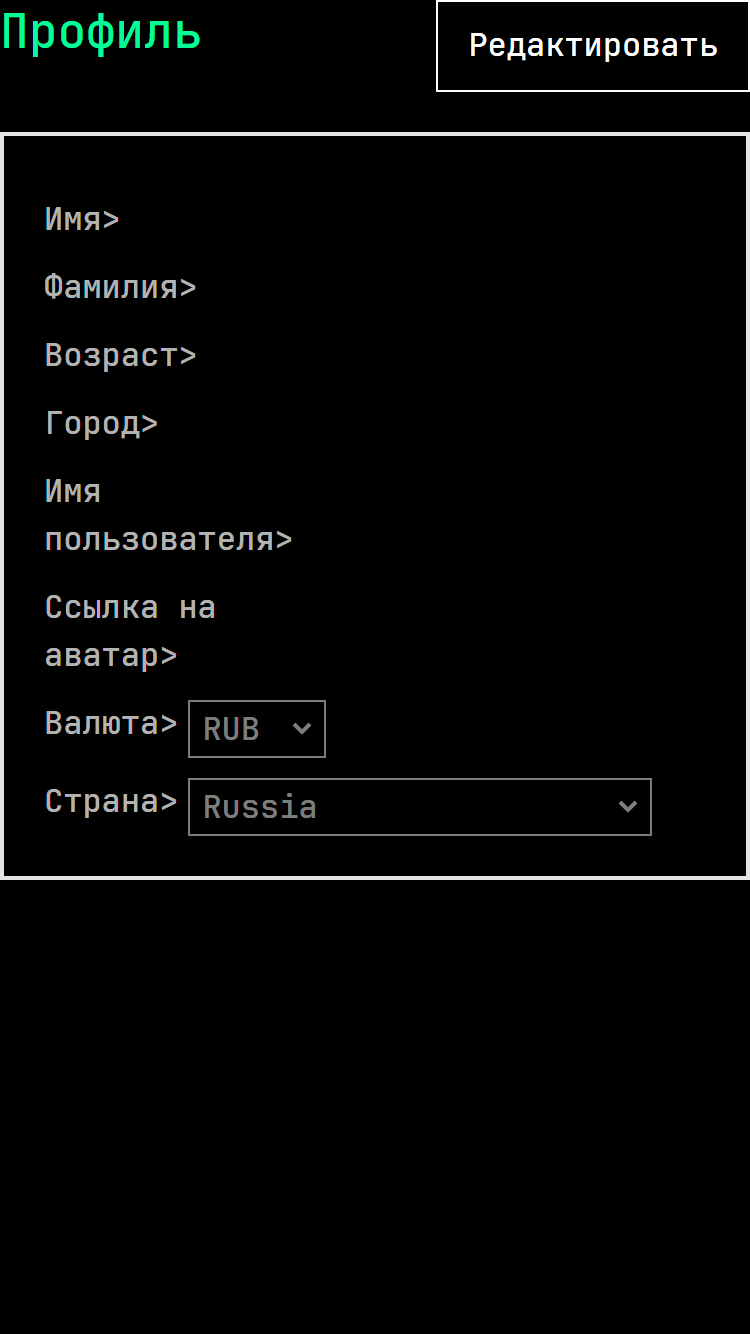 Профиль
Редактировать
Имя>
Фамилия>
Возраст>
Город>
Имя
пользователя>
Ссылка на
аватар>
Валюта> RUB
Страна> Russia